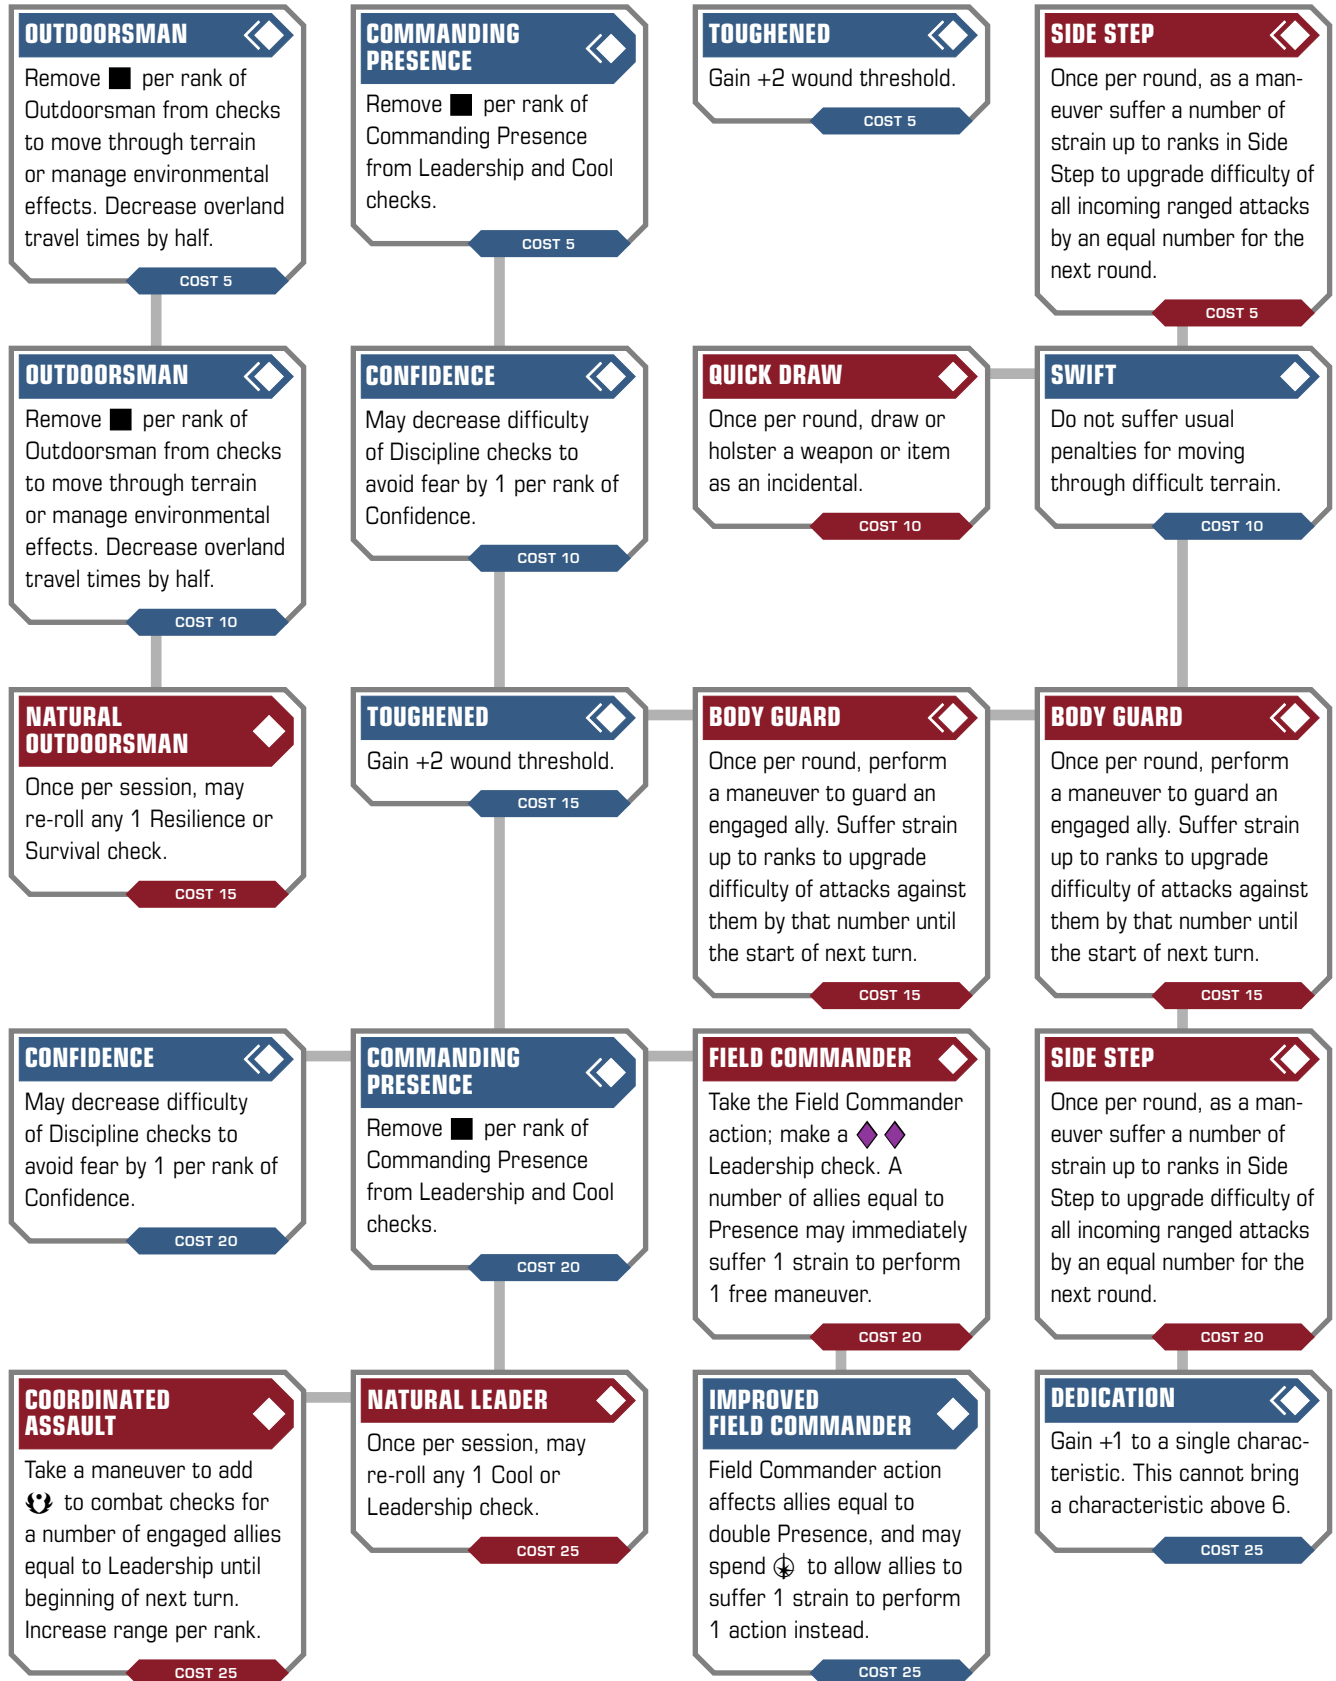 OUTDOORSMAN
Remove per rank of
Outdoorsman from checks
to move through terrain
or manage environmental
effects. Decrease overland
travel times by half.
COST 5
COMMANDING
PRESENCE
Remove per rank of
Commanding Presence
from Leadership and Cool
checks.
COST 5
TOUGHENED
Gain +2 wound threshold.
COST 5
SIDE STEP
Once per round, as a man-
euver suffer a number of
strain up to ranks in Side
Step to upgrade difficulty of
all incoming ranged attacks
by an equal number for the
next round.
COST 5
OUTDOORSMAN
Remove per rank of
Outdoorsman from checks
to move through terrain
or manage environmental
effects. Decrease overland
travel times by half.
COST 10
CONFIDENCE
May decrease difficulty
of Discipline checks to
avoid fear by 1 per rank of
Confidence.
COST 10
QUICK DRAW
Once per round, draw or
holster a weapon or item
as an incidental.
COST 10
SWIFT
Do not suffer usual
penalties for moving
through difficult terrain.
COST 10
NATURAL
OUTDOORSMAN
Once per session, may
re-roll any 1 Resilience or
Survival check.
COST 15
TOUGHENED
Gain +2 wound threshold.
COST 15
BODY GUARD
Once per round, perform
a maneuver to guard an
engaged ally. Suffer strain
up to ranks to upgrade
difficulty of attacks against
them by that number until
the start of next turn.
COST 15
BODY GUARD
Once per round, perform
a maneuver to guard an
engaged ally. Suffer strain
up to ranks to upgrade
difficulty of attacks against
them by that number until
the start of next turn.
COST 15
CONFIDENCE
May decrease difficulty
of Discipline checks to
avoid fear by 1 per rank of
Confidence.
COST 20
COMMANDING
PRESENCE
Remove per rank of
Commanding Presence
from Leadership and Cool
checks.
COST 20
FIELD COMMANDER
Take the Field Commander
action; make a
Leadership check. A
number of allies equal to
Presence may immediately
suffer 1 strain to perform
1 free maneuver.
COST 20
SIDE STEP
Once per round, as a man-
euver suffer a number of
strain up to ranks in Side
Step to upgrade difficulty of
all incoming ranged attacks
by an equal number for the
next round.
COST 20
COORDINATED
ASSAULT
Take a maneuver to add
to combat checks for
a number of engaged allies
equal to Leadership until
beginning of next turn.
Increase range per rank.
COST 25
NATURAL LEADER
Once per session, may
re-roll any 1 Cool or
Leadership check.
COST 25
IMPROVED
FIELD COMMANDER
Field Commander action
affects allies equal to
double Presence, and may
spend to allow allies to
suffer 1 strain to perform
1 action instead.
COST 25
DEDICATION
Gain +1 to a single charac-
teristic. This cannot bring
a characteristic above 6.
COST 25